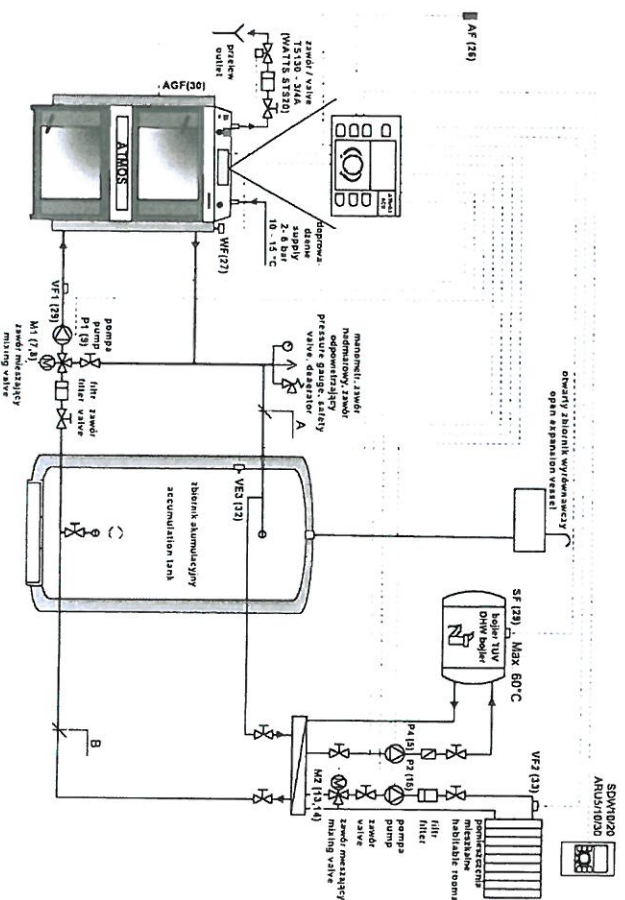 AF (26)
SDW10/20
ARU5/10/30
zawór / valve
TS130 - 3/4A
(WATTS STS20)
przelew
outlet
AGF(30)
ATMOS
doprowa-
dzenie
supply
2- 6 bar
10 - 15 °C
WF(27)
otwarty zbiornik wyrównawczy
open expansion vessel
SF (28) . Max 60°C
bojler TUV
DHW bojler
VF2 (33)
pomieszczenia
mieszkalne
habitable rooms
filtr
filter
pompa
pump
zawór
valve
zawór mieszający
mixing valve
P4 (5)
P2 (15)
M2 (13,14)
manometr, zawór
nadmarowy, zawór
odpowietrzający
pressure gauge, safety
valve, deaerator
A
VE3 (32)
zbiornik akumulacyjny
accumulation tank
B
VF1 (29)
pompa
pump
P1 (9)
M1 (7,8)
zawór mieszający
mixing valve
filtr zawór
filter valve